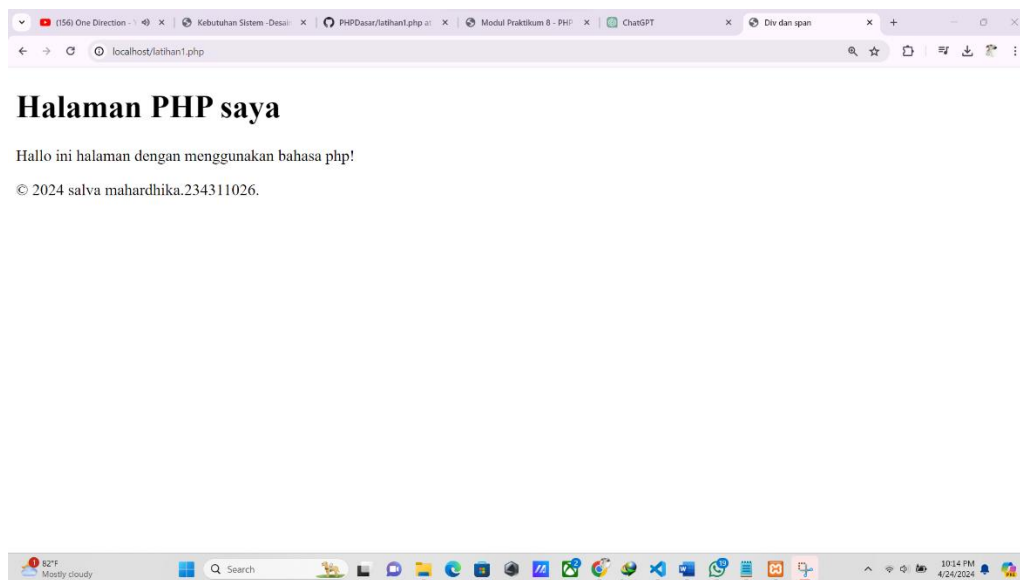 (156) One Direction -
Kebutuhan Sistem -Desain
PHPDasar/latihan1.php at
Modul Praktikum 8 - PHP
ChatGPT
Div dan span
localhost/latihan1.php
Halaman PHP saya
Hallo ini halaman dengan menggunakan bahasa php!
© 2024 salva mahardhika.234311026.
1
82°F
Mostly cloudy
Search
10:14 PM
4/24/2024